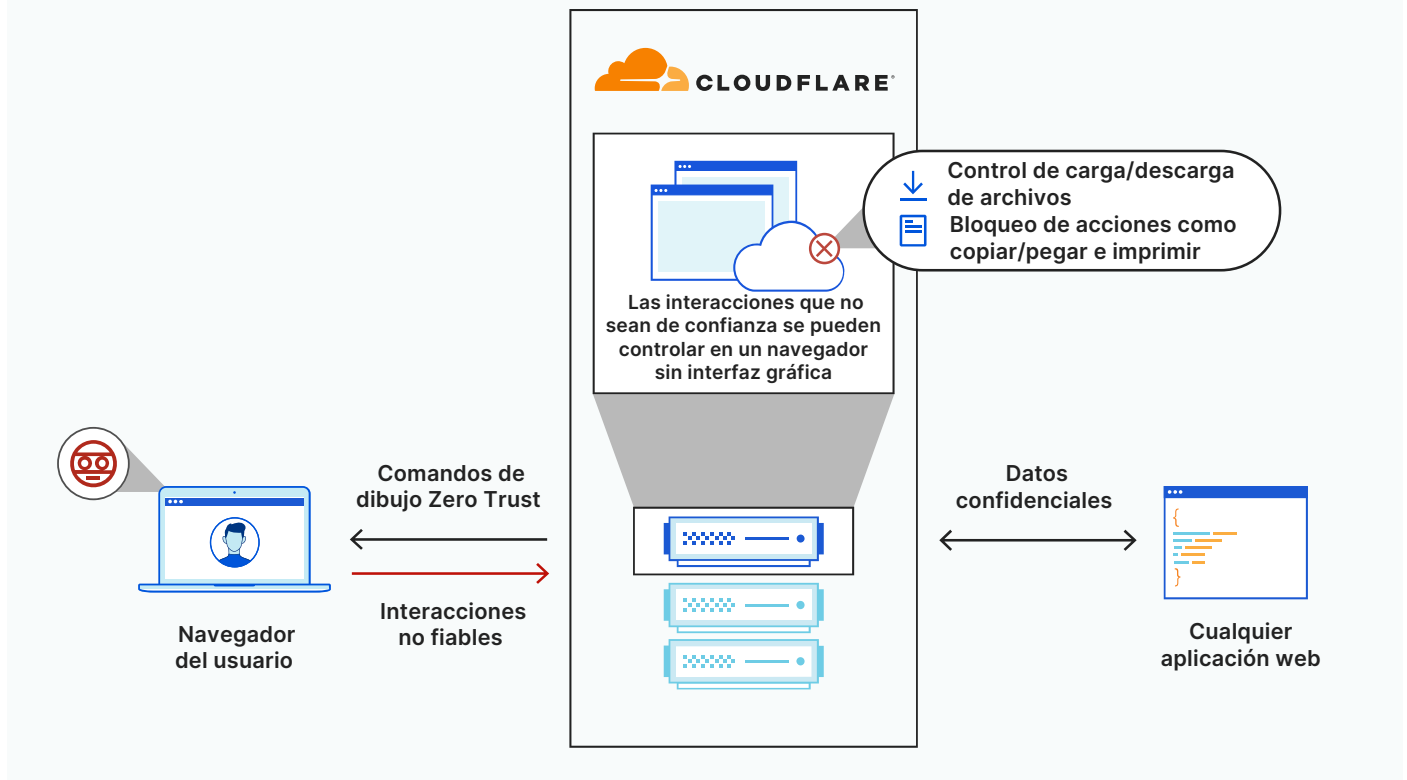 CLOUDFLARE
Control de carga/descarga
de archivos
Bloqueo de acciones como
copiar/pegar e imprimir
Las interacciones que no
sean de confianza se pueden
controlar en un navegador
sin interfaz gráfica
Comandos de
dibujo Zero Trust
Interacciones
no fiables
Navegador
del usuario
Datos
confidenciales
{
}
Cualquier
aplicación web